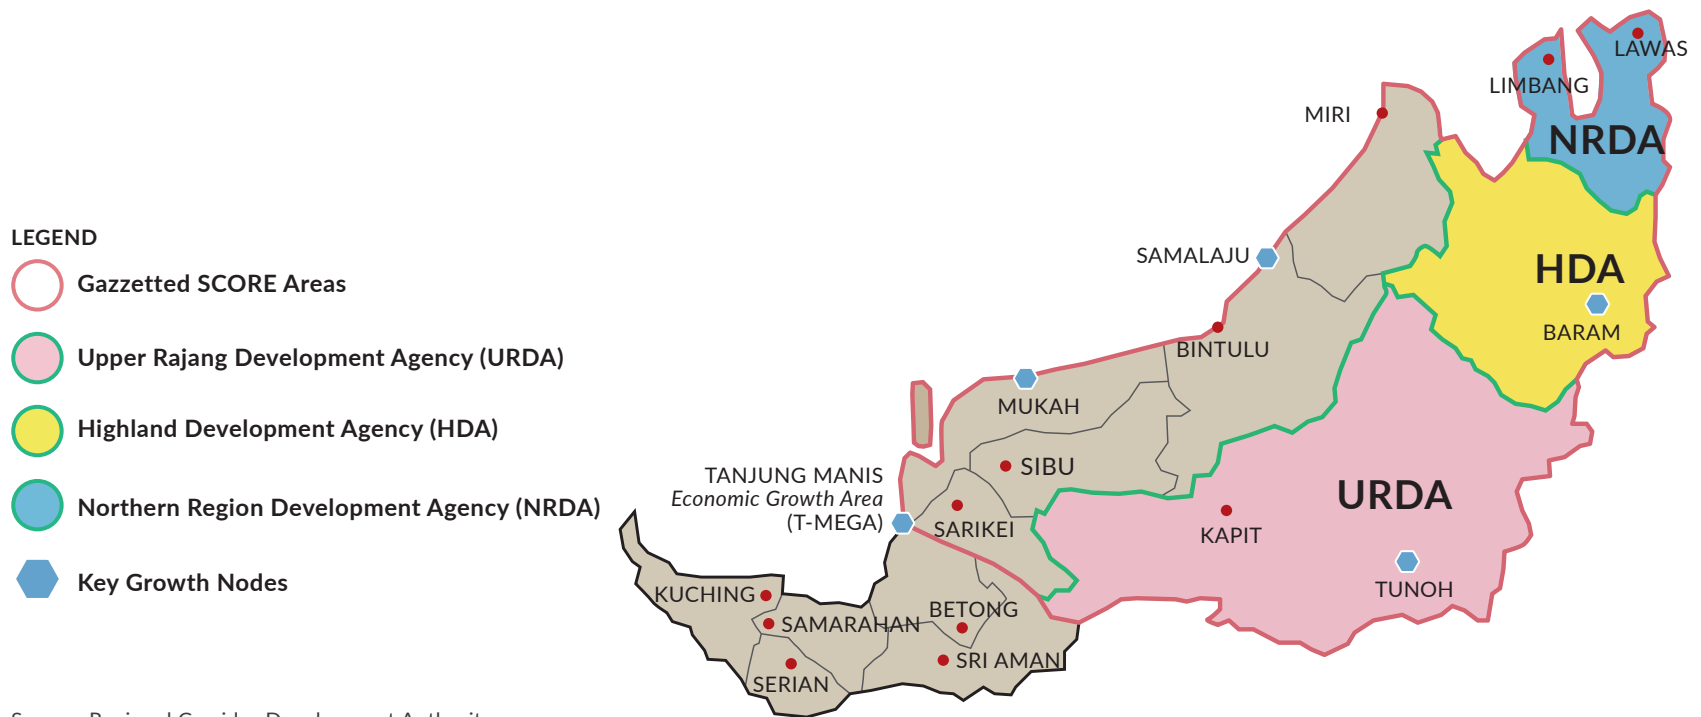 LEGEND
Gazzetted SCORE Areas
Upper Rajang Development Agency (URDA)
Highland Development Agency (HDA)
Northern Region Development Agency (NRDA)
Key Growth Nodes
LAWAS
LIMBANG
MIRI
NRDA
SAMALAJU
HDA
BARAM
BINTULU
MUKAH
SIBU
TANJUNG MANIS
Economic Growth Area
(T-MEGA)
SARIKEI
URDA
KAPIT
TUNOH
KUCHING
BETONG
SAMARAHAN
SRI AMAN
SERIAN